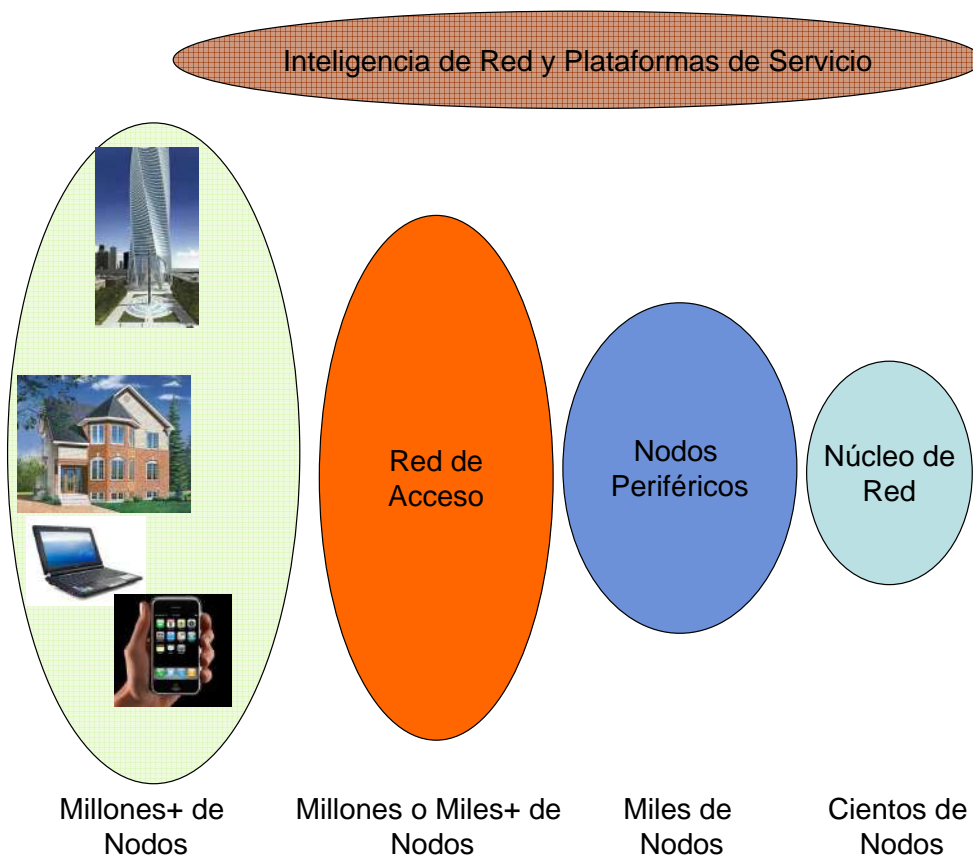 Inteligencia de Red y Plataformas de Servicio
Red de
Acceso
Nodos
Periféricos
Núcleo de
Red
Millones+ de
Nodos
Millones o Miles+ de
Nodos
Miles de
Nodos
Cientos de
Nodos